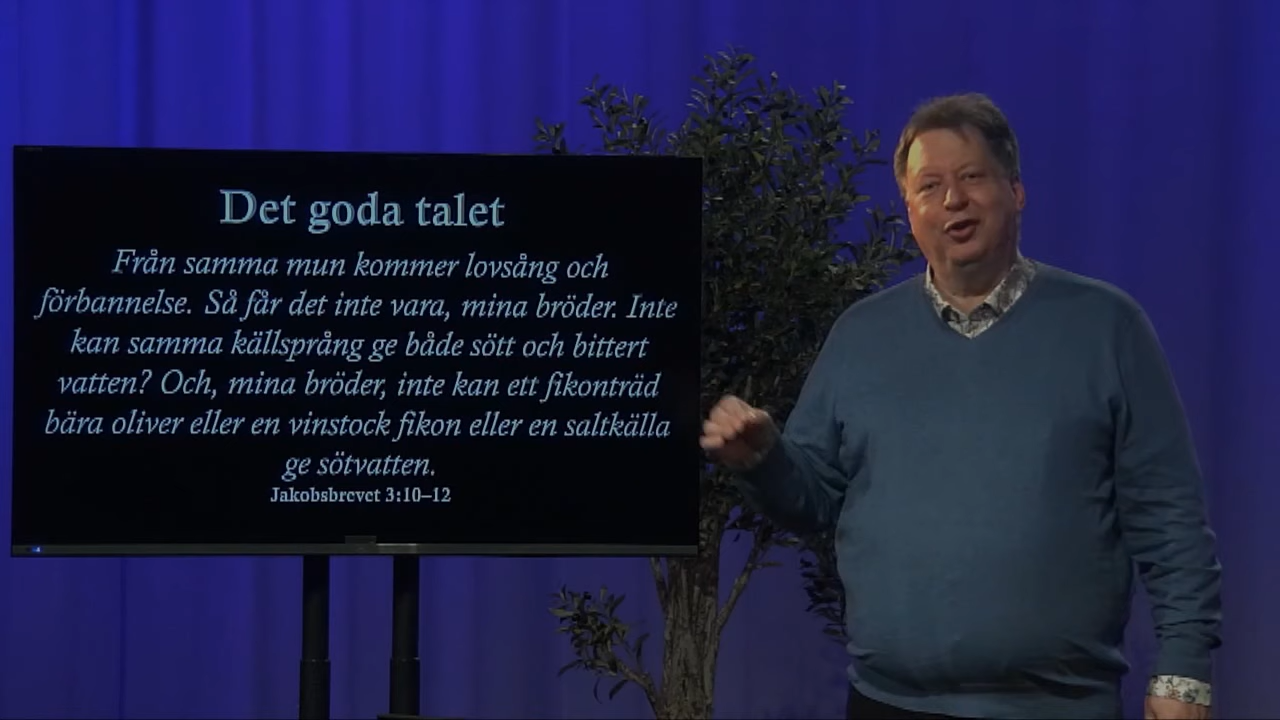 Det goda talet
Från samma mun kommer lovsång och
förbannelse. Så får det inte vara, mina bröder. Inte
kan samma källsprång ge både sött och bittert
vatten? Och, mina bröder, inte kan ett fikonträd
bära oliver eller en vinstock fikon eller en saltkälla
ge sötvatten.
Jakobsbrevet 3:10–12